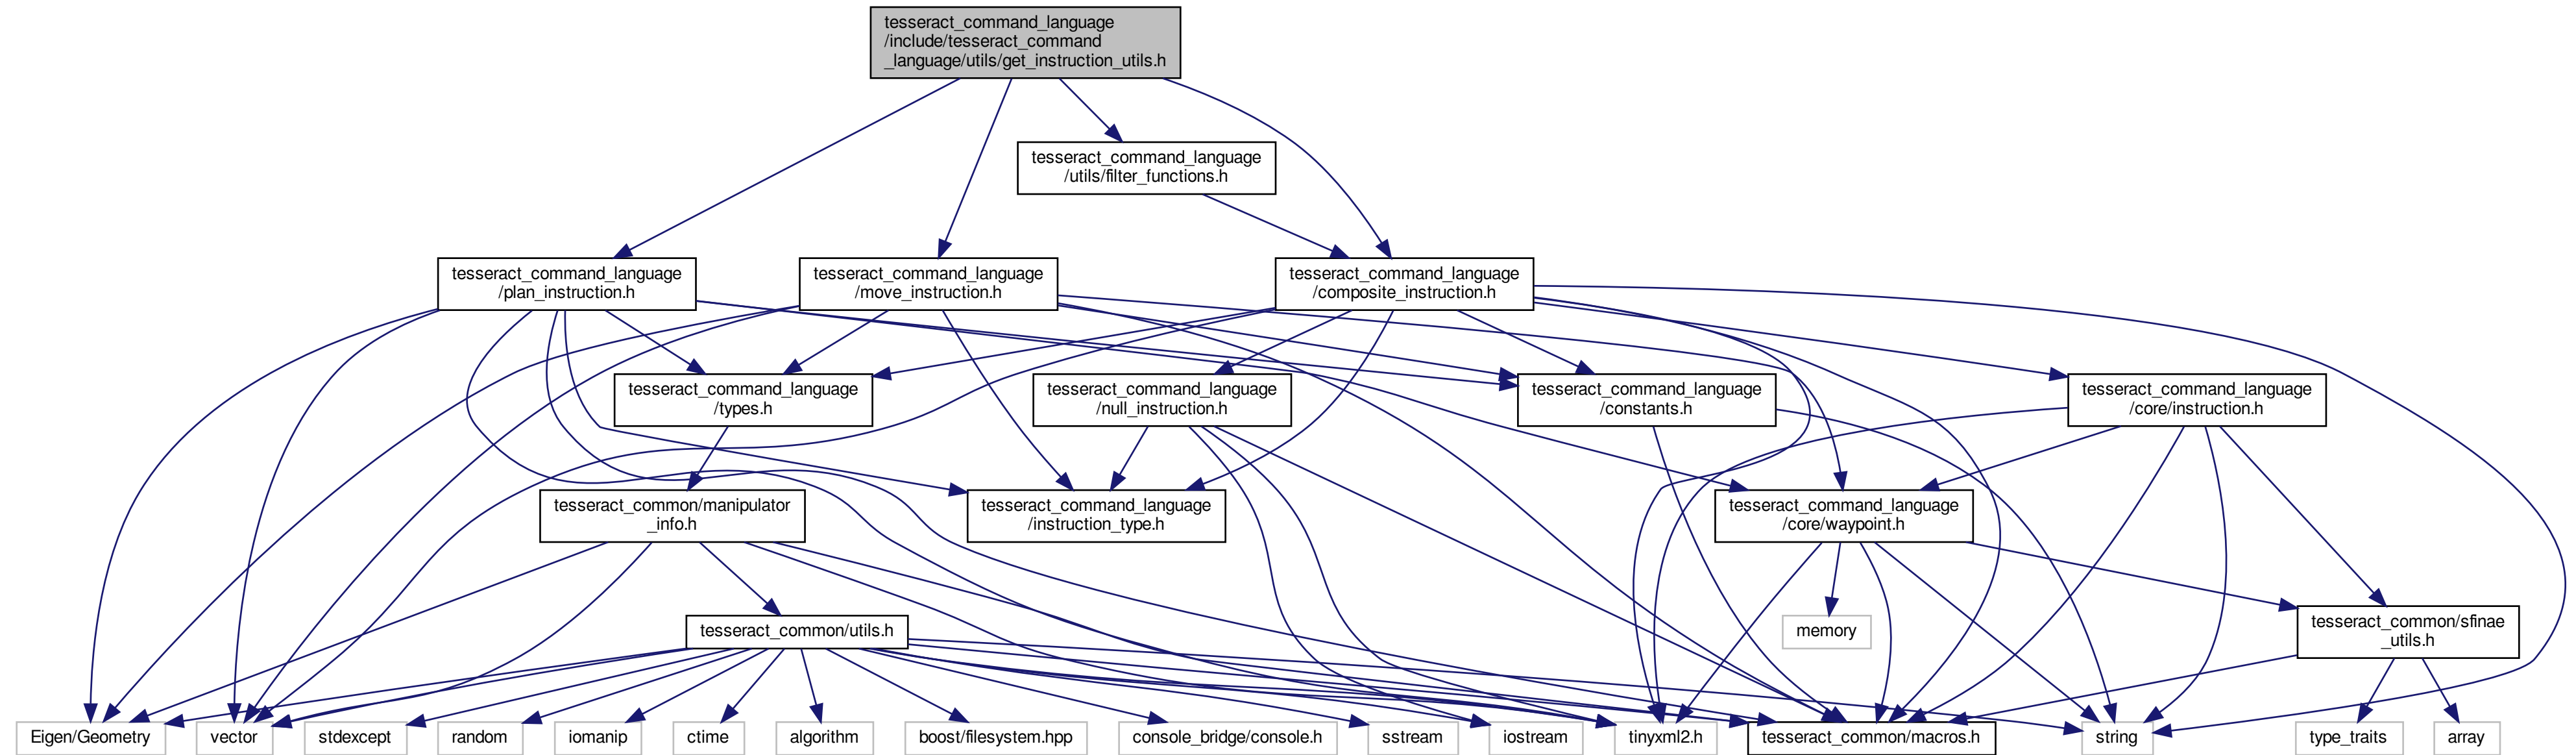 tesseract_command_language
/include/tesseract_command
_language/utils/get_instruction_utils.h
tesseract_command_language
/utils/filter_functions.h
tesseract_command_language
/plan_instruction.h
tesseract_command_language
/move_instruction.h
tesseract_command_language
/composite_instruction.h
tesseract_command_language
/types.h
tesseract_command_language
/null_instruction.h
tesseract_command_language
/constants.h
tesseract_command_language
/core/instruction.h
tesseract_common/manipulator
_info.h
tesseract_command_language
/instruction_type.h
tesseract_command_language
/core/waypoint.h
tesseract_common/utils.h
memory
tesseract_common/sfinae
_utils.h
Eigen/Geometry
vector
stdexcept
random
iomanip
ctime
algorithm
boost/filesystem.hpp
console_bridge/console.h
sstream
iostream
tinyxml2.h
tesseract_common/macros.h
string
type_traits
array